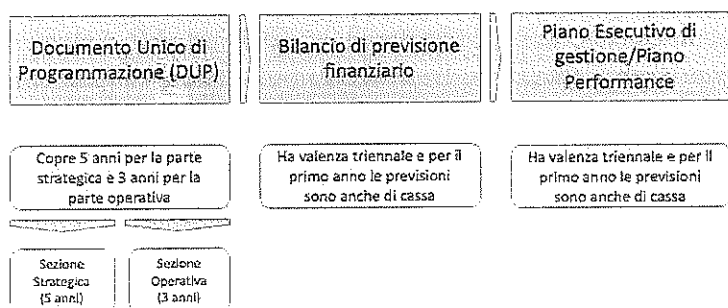 Documento Unico di
Programmazione (DUP)
Bilancio di previsione
finanziario
Piano Esecutivo di
gestione/Piano
Performance
Copre 5 anni per la parte
strategica e 3 anni per la
parte operativa
Ha valenza triennale e per il
primo anno le previsioni
sono anche di cassa
Ha valenza triennale e per il
primo anno le previsioni
sono anche di cassa
Sezione
Strategica
(5 anni)
Sezione
Operativa
(3 anni)